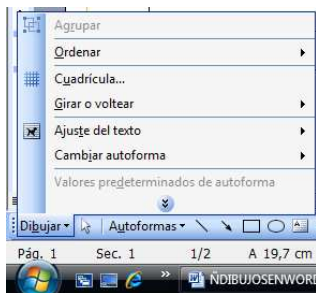 Agrupar
Ordenar
Cuadrícula...
Girar o voltear
Ajuste del texto
Cambiar autoforma
Valores predeterminados de autoforma
Dibujar Autoformas
Pág. 1 Sec. 1 1/2 A 19,7 cm
» ÑDIBUJOSENWORD